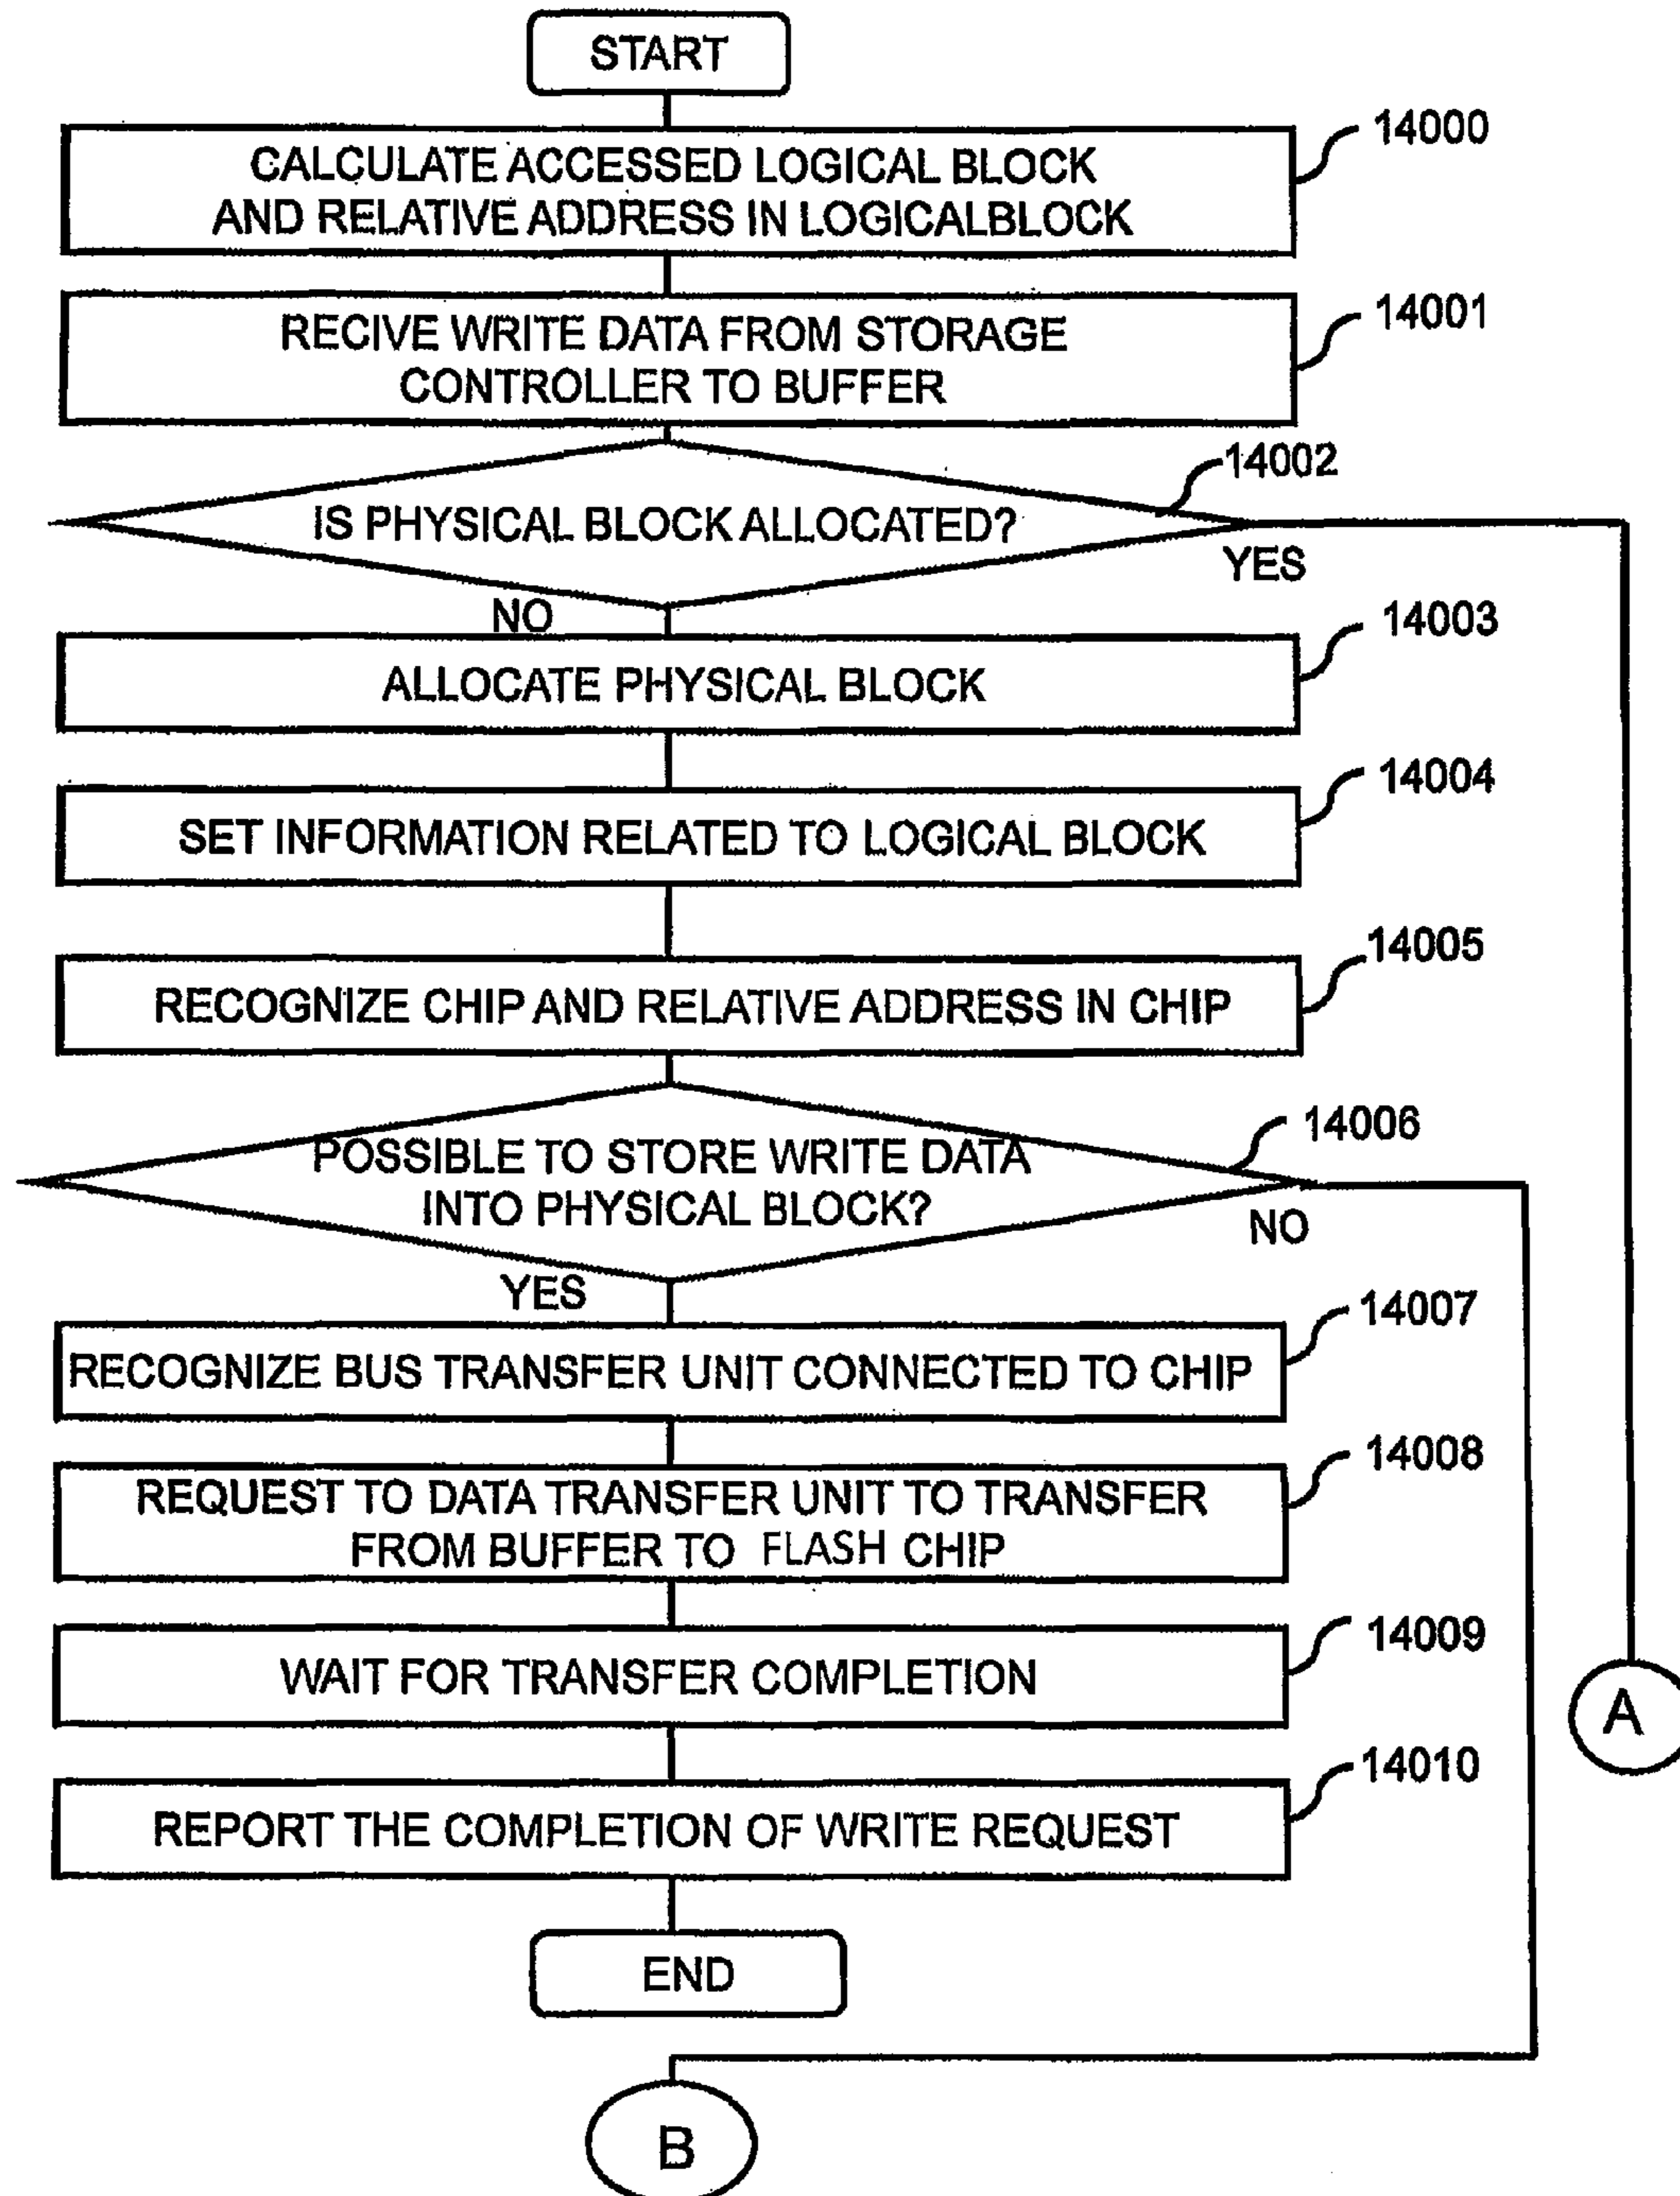 START
14000
CALCULATE ACCESSED LOGICAL BLOCK
AND RELATIVE ADDRESS IN LOGICALBLOCK
14001
RECIVE WRITE DATA FROM STORAGE
CONTROLLER TO BUFFER
14002
IS PHYSICAL BLOCK ALLOCATED?
YES
NO
14003
ALLOCATE PHYSICAL BLOCK
14004
SET INFORMATION RELATED TO LOGICAL BLOCK
14005
RECOGNIZE CHIP AND RELATIVE ADDRESS IN CHIP
14006
POSSIBLE TO STORE WRITE DATA
INTO PHYSICAL BLOCK?
NO
YES
14007
RECOGNIZE BUS TRANSFER UNIT CONNECTED TO CHIP
14008
REQUEST TO DATA TRANSFER UNIT TO TRANSFER
FROM BUFFER TO FLASH CHIP
14009
WAIT FOR TRANSFER COMPLETION
A
14010
REPORT THE COMPLETION OF WRITE REQUEST
END
B